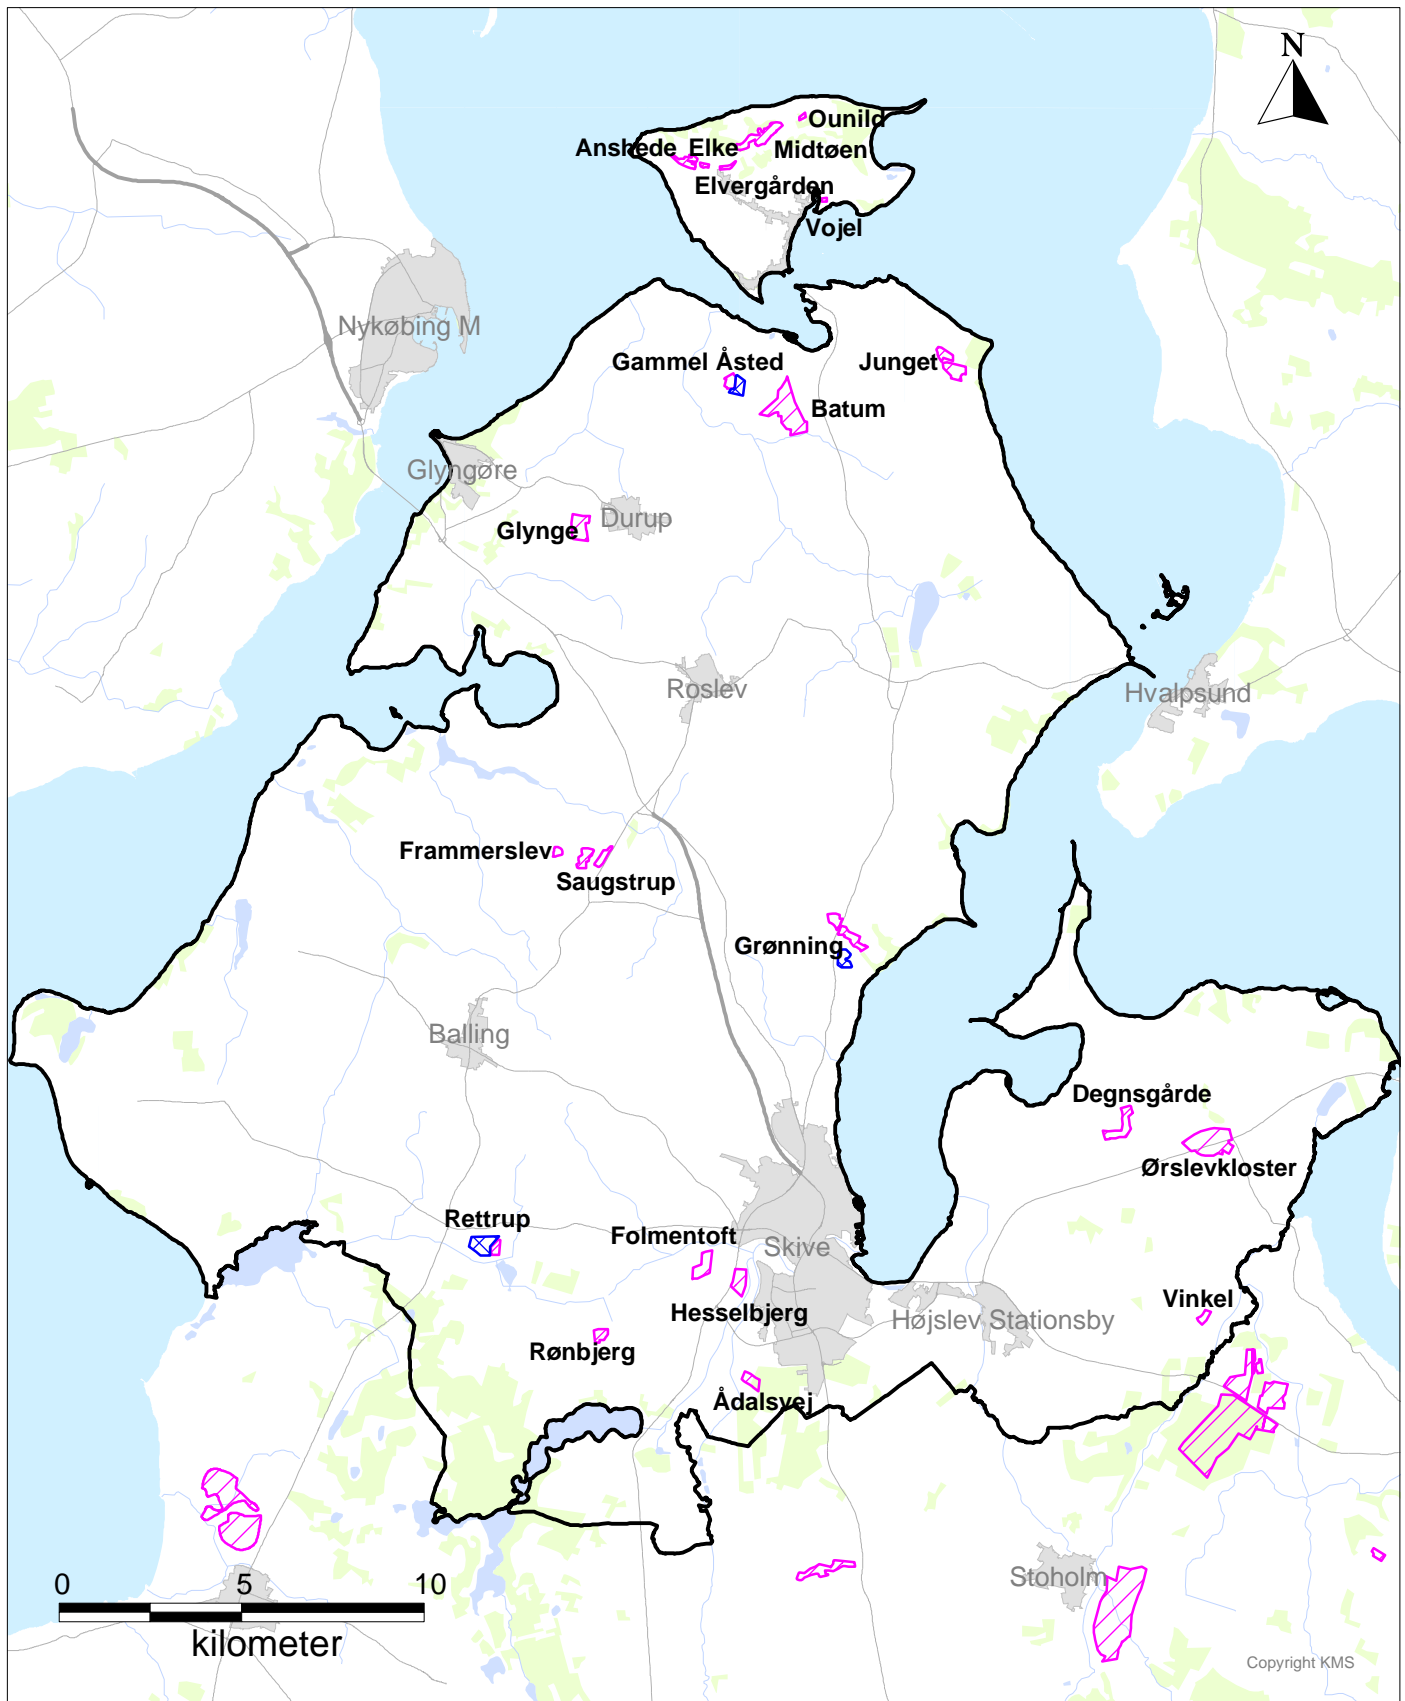 N
Ounild
Anshede Elke
Midtøen
Elvergården
Vojel
Nykøbing M
Gammel Åsted
Junget
Batum
Glyngøre
Glynge
Durup
Roslev
Hvalpsund
Frammerslev
Saugstrup
Grønning
Balling
Degnsgårde
Ørslevkloster
Rettrup
Folmentoft
Skive
Vinkel
Hesselbjerg
Højslev Stationsby
Rønbjerg
Ådalsvej
Stoholm
0 5 10
kilometer
Copyright KMS